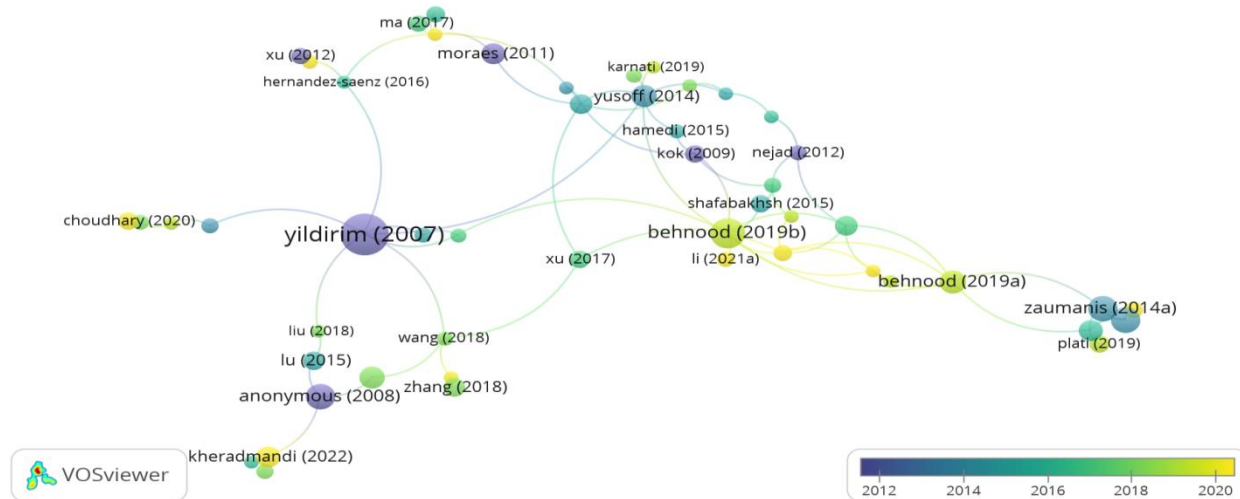 ma (2017)
xu (2012)
moraes (2011)
hernandez-saenz (2016)
karnati (2019)
yusoff (2014)
hamedi (2015)
kok (2009)
nejad (2012)
shafabakhsh (2015)
choudhary (2020)
yildirim (2007)
behnood (2019b)
xu (2017)
li (2021a)
behnood (2019a)
zaumanis (2014a)
liu (2018)
wang (2018)
plati (2019)
lu (2015)
zhang (2018)
anonymous (2008)
kheradmandi (2022)
VOSviewer
2012 2014 2016 2018 2020